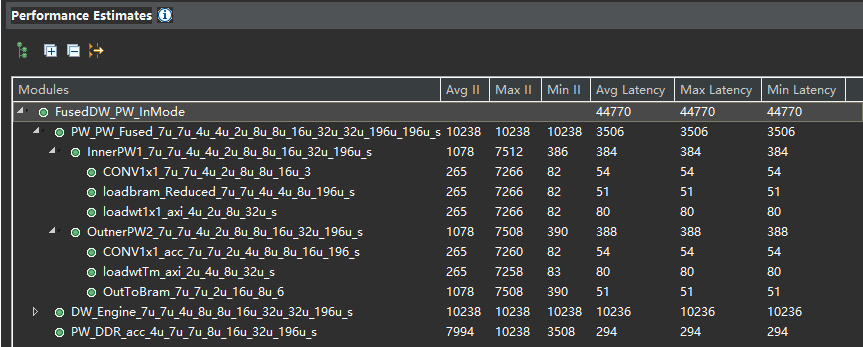 Performance Estimates
Modules Avg II Max II Min II Avg Latency Max Latency Min Latency
FusedDW_PW_InMode 44770 44770 44770
PW_PW_Fused_7u_7u_4u_4u_2u_8u_8u_16u_32u_32u_196u_196u_s 10238 10238 10238 3506 3506 3506
InnerPW1_7u_7u_4u_4u_2u_8u_8u_16u_32u_196u_s 1078 7512 386 384 384 384
CONV1x1_7u_7u_4u_2u_8u_8u_16u_3 265 7266 82 54 54 54
loadbram_Reduced_7u_7u_4u_4u_8u_196u_s 265 7266 82 51 51 51
loadwt1x1_axi_4u_2u_8u_32u_s 265 7266 82 80 80 80
OutnerPW2_7u_7u_4u_2u_8u_8u_16u_32u_196u_s 1078 7508 390 388 388 388
CONV1x1_acc_7u_7u_2u_4u_8u_8u_16u_196_s 265 7260 82 54 54 54
loadwtTm_axi_2u_4u_8u_32u_s 265 7258 83 80 80 80
OutToBram_7u_7u_2u_16u_8u_6 1078 7508 390 51 51 51
DW_Engine_7u_7u_4u_8u_8u_16u_32u_32u_196u_s 10238 10238 10238 10236 10236 10236
PW_DDR_acc_4u_7u_7u_8u_16u_32u_196u_s 7994 10238 3508 294 294 294